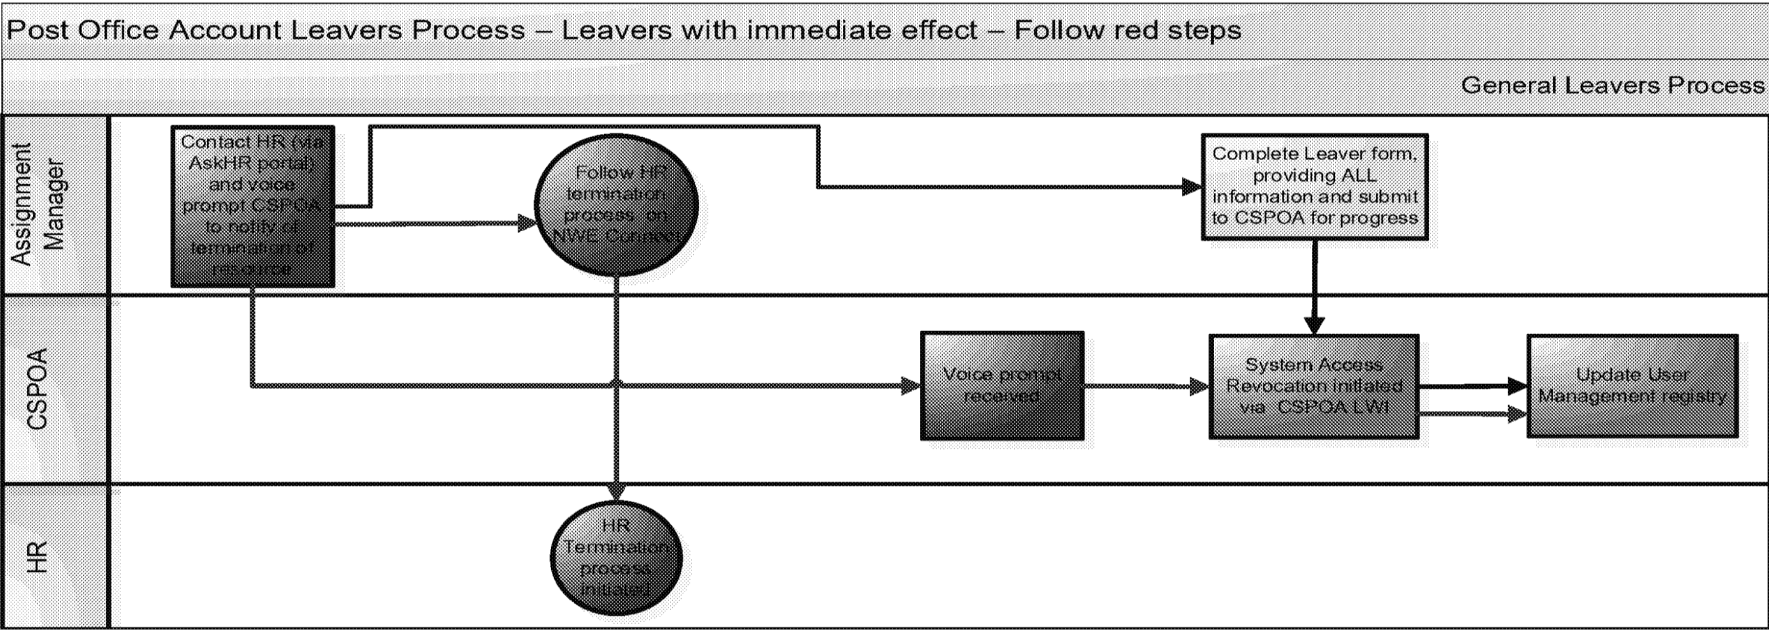 Post Office Account Leavers Process – Leavers with immediate effect – Follow red steps
General Leavers Process
Assignment
Manager
Contact HR (via
AskHR portal)
and voice
prompt CSPOA
to notify of
termination of
resource
Follow HR
termination
process on
NWE Connect
Complete Leaver form,
providing ALL
information and submit
to CSPOA for progress
CSPOA
Voice prompt
received
System Access
Revocation initiated
via CSPOA LWI
Update User
Management registry
HR
HR
Termination
process
initiated